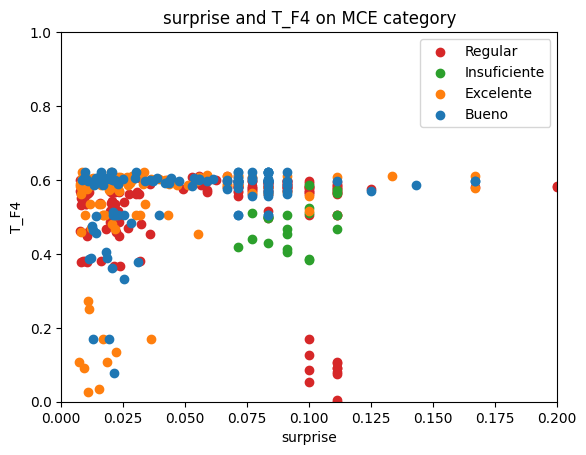 surprise and T_F4 on MCE category
1.0
0.8
0.6
0.4
0.2
0.0
T_F4
Regular
Insuficiente
Excelente
Bueno
0.000 0.025 0.050 0.075 0.100 0.125 0.150 0.175 0.200
surprise